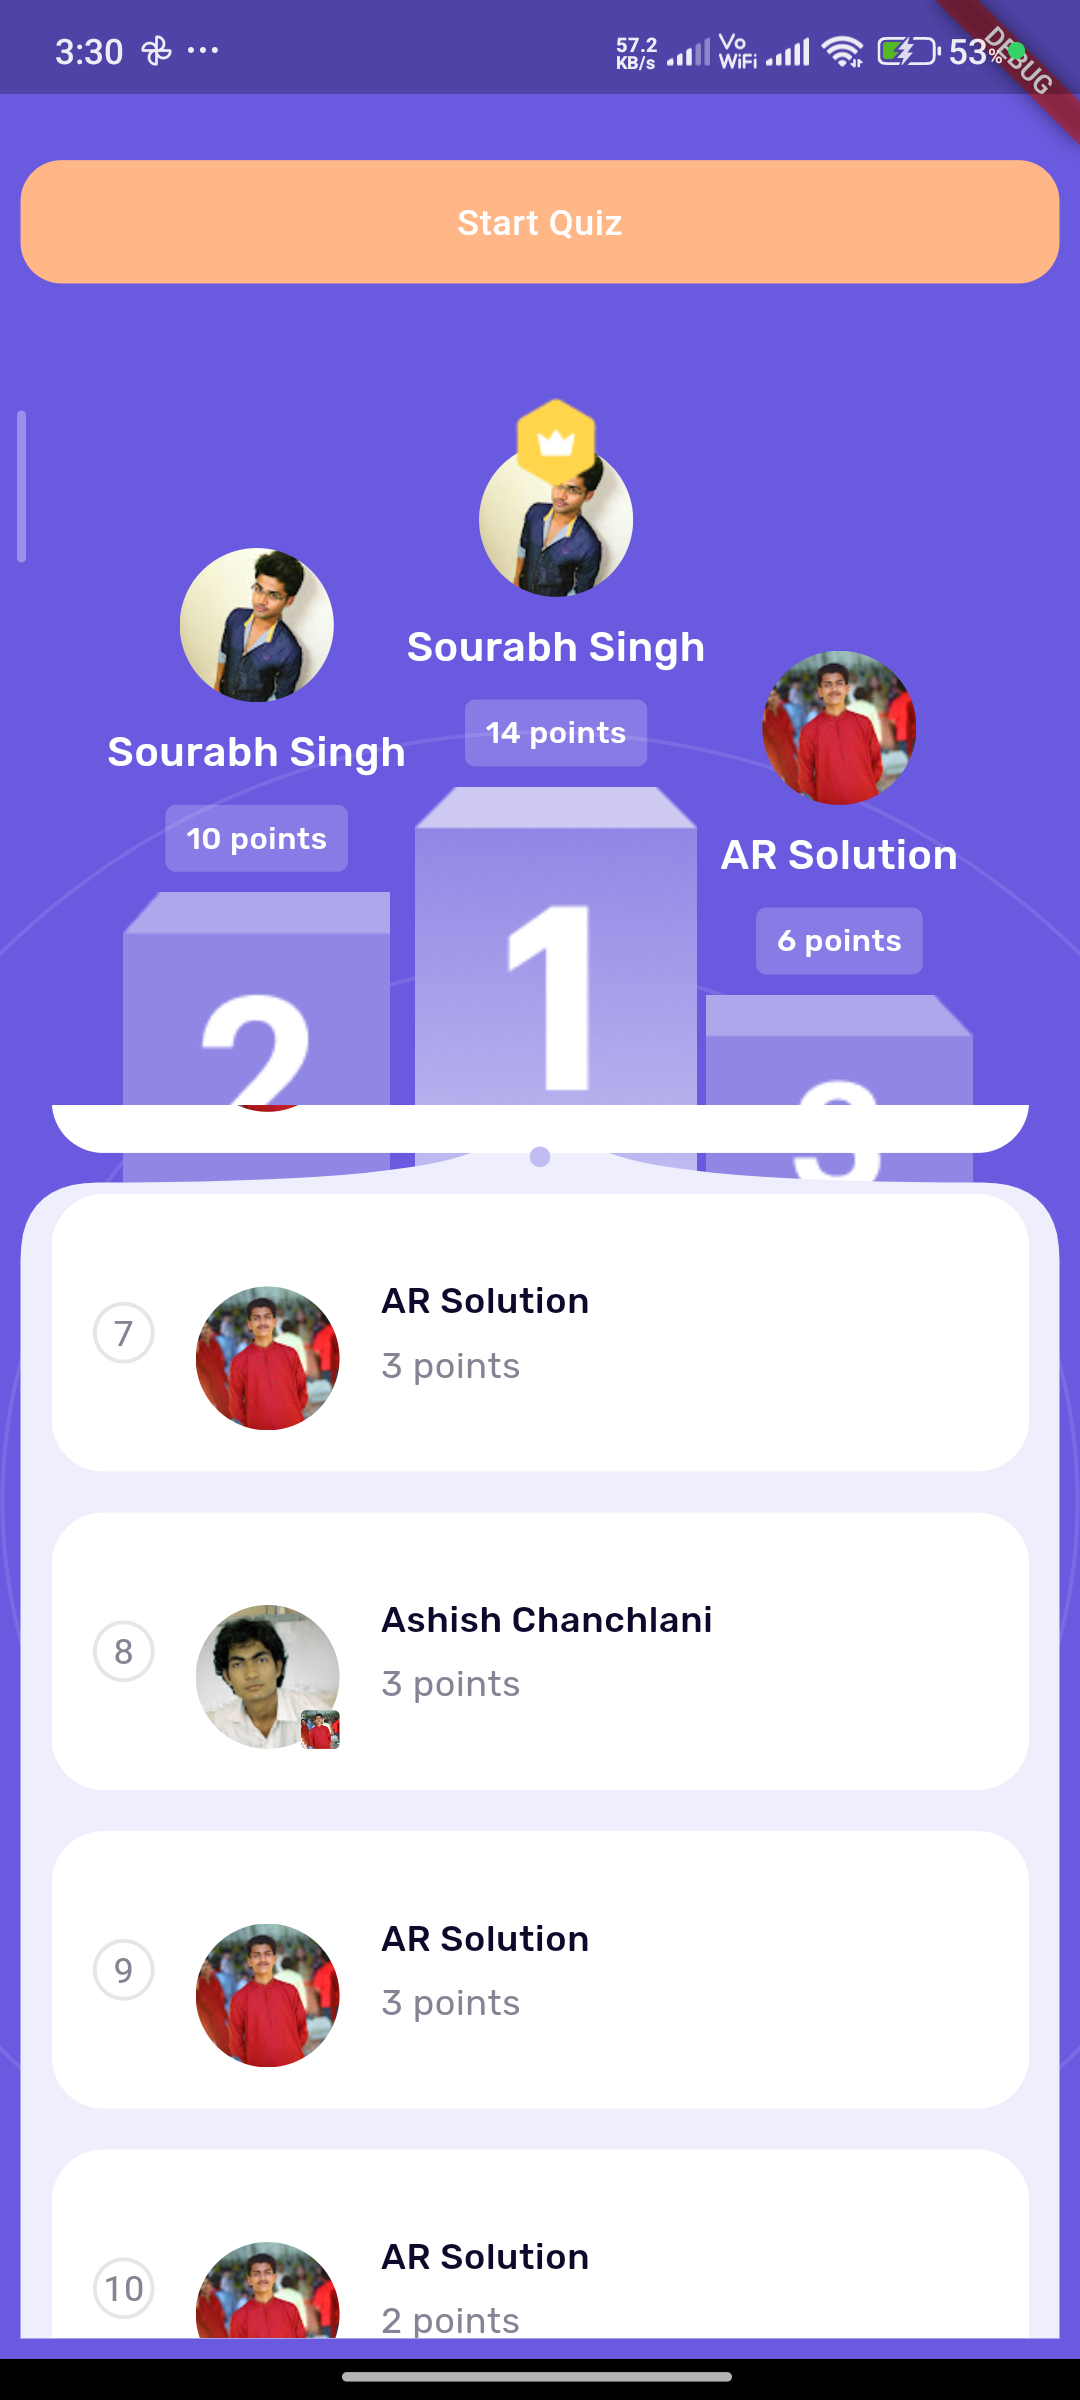 3:30 ...
57.2 KB/s Vo WiFi 53%
DEBUG
Start Quiz
Sourabh Singh
14 points
Sourabh Singh
10 points
AR Solution
6 points
1
2
3
7
AR Solution
3 points
8
Ashish Chanchlani
3 points
9
AR Solution
3 points
10
AR Solution
2 points